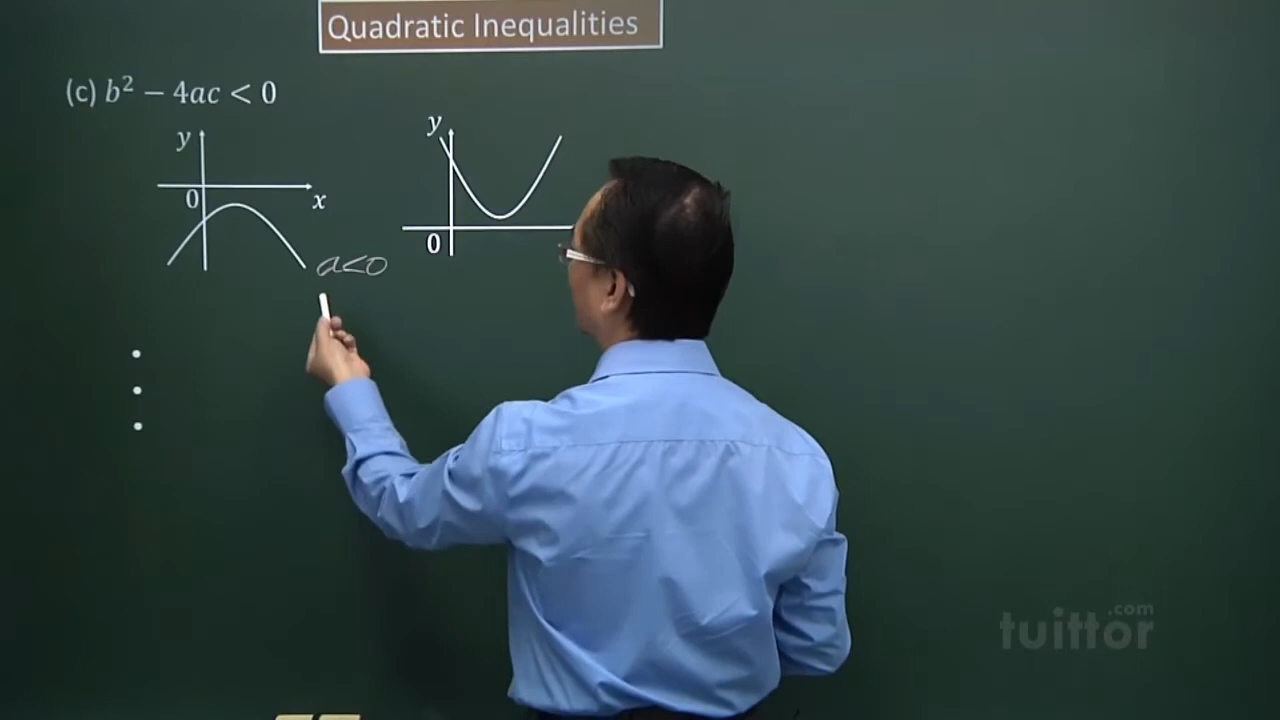 Quadratic Inequalities
(c) b² − 4ac < 0
y
0
x
a<0
y
0
tuittor.com